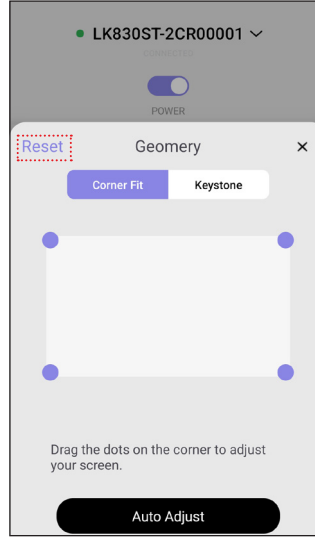 LK830ST-2CR00001
CONNECTED
POWER
Reset Geomery ×
Corner Fit Keystone
Drag the dots on the corner to adjust
your screen.
Auto Adjust